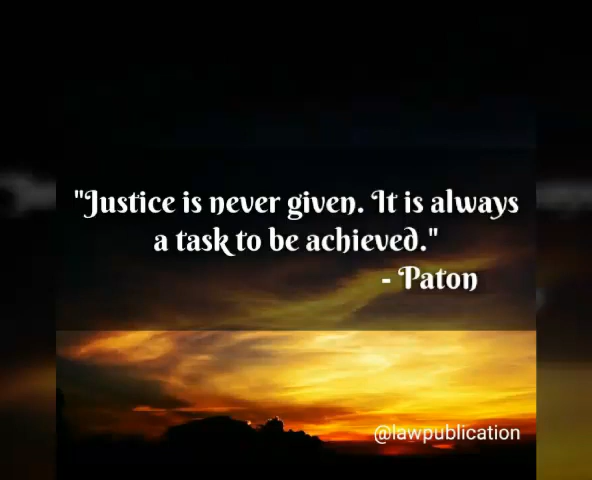 "Justice is never given. It is always
a task to be achieved."
- Paton
@lawpublication